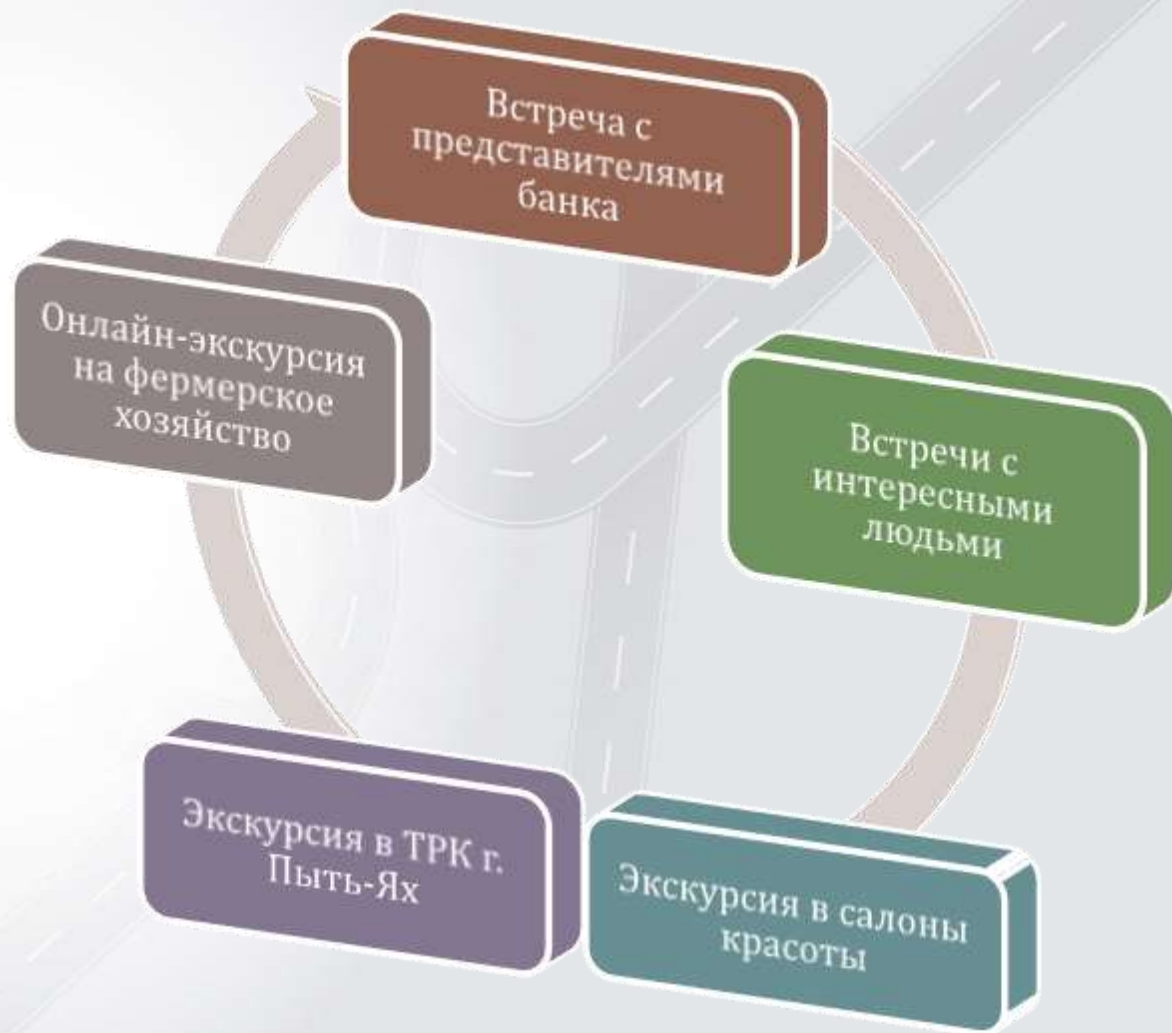 Встреча с
представителями
банка
Встречи с
интересными
людьми
Экскурсия в салоны
красоты
Экскурсия в ТРК г.
Пыть-Ях
Онлайн-экскурсия
на фермерское
хозяйство